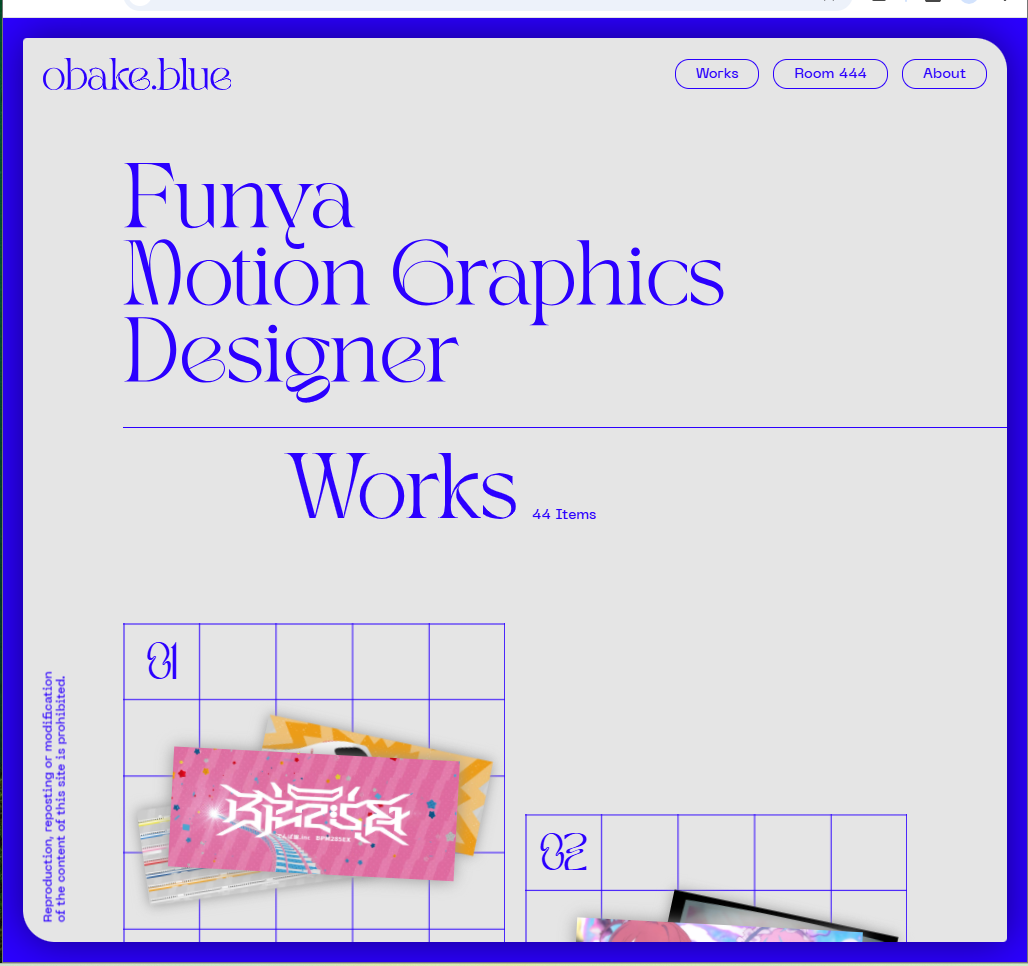 obake.blue
Works
Room 444
About
Funya
Motion Graphics
Designer
Works
44 Items
01
02
Reproduction, reposting or modification
of the content of this site is prohibited.